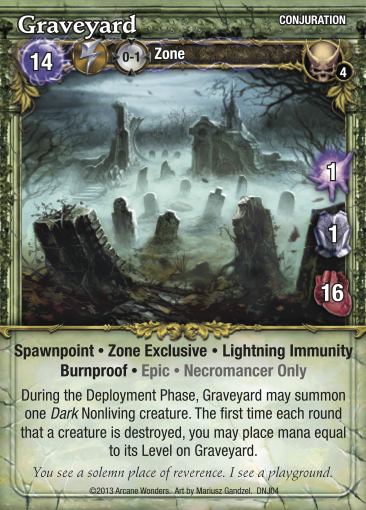 Graveyard
CONJURATION
14
0-1
Zone
4
1
1
16
Spawnpoint • Zone Exclusive • Lightning Immunity
Burnproof • Epic • Necromancer Only
During the Deployment Phase, Graveyard may summon
one Dark Nonliving creature. The first time each round
that a creature is destroyed, you may place mana equal
to its Level on Graveyard.
You see a solemn place of reverence. I see a playground.
©2013 Arcane Wonders. Art by Mariusz Gandzel. DNJ04